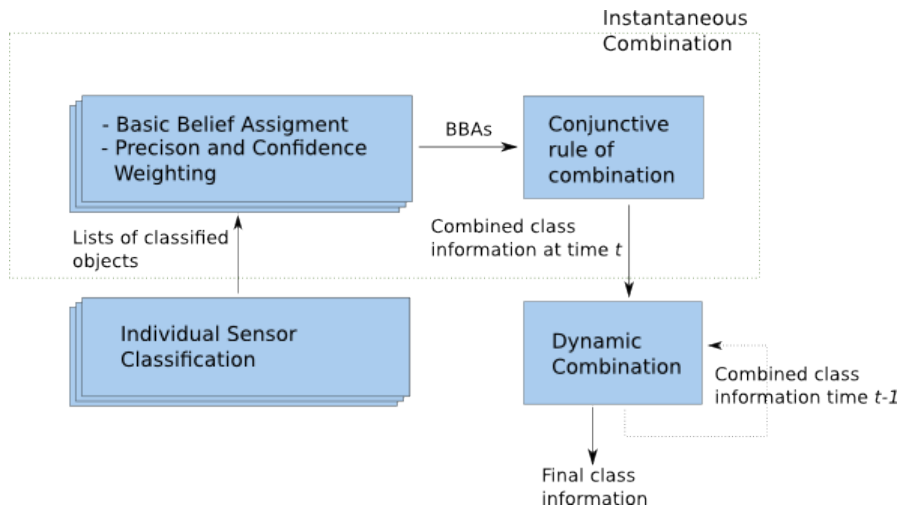 Instantaneous
Combination
- Basic Belief Assigment
- Precison and Confidence
Weighting
BBAs
Conjunctive
rule of
combination
Lists of classified
objects
Combined class
information at time t
Individual Sensor
Classification
Dynamic
Combination
Combined class
information time t-1
Final class
information